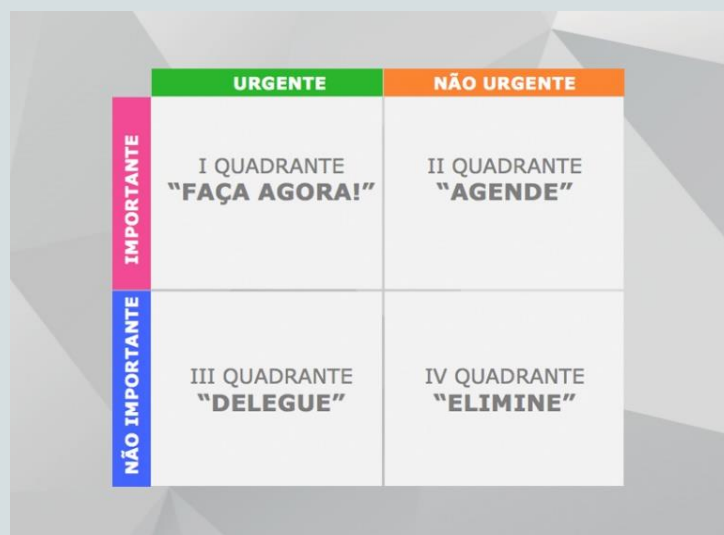 URGENTE
NÃO URGENTE
IMPORTANTE
I QUADRANTE
“FAÇA AGORA!”
II QUADRANTE
“AGENDE”
NÃO IMPORTANTE
III QUADRANTE
“DELEGUE”
IV QUADRANTE
“ELIMINE”